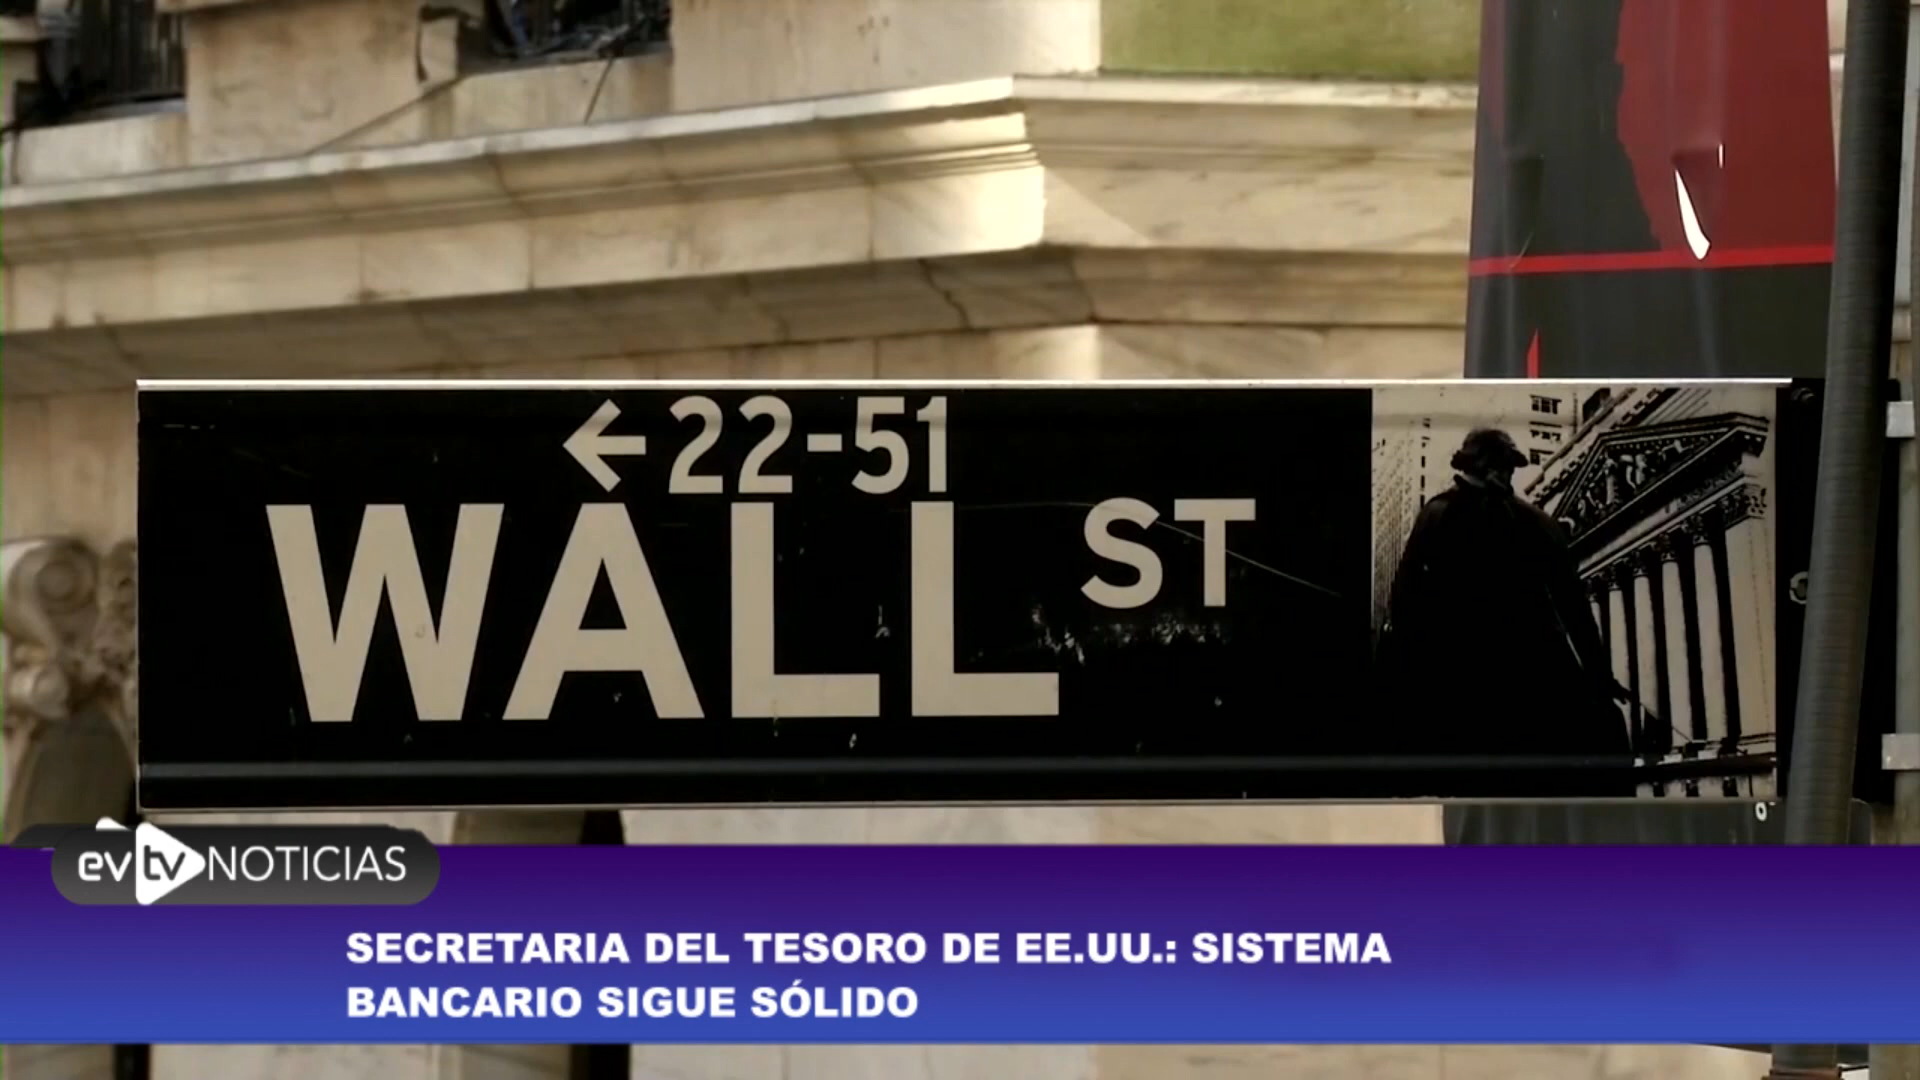 ←22-51
WALL ST
evtv NOTICIAS
SECRETARIA DEL TESORO DE EE.UU.: SISTEMA
BANCARIO SIGUE SÓLIDO